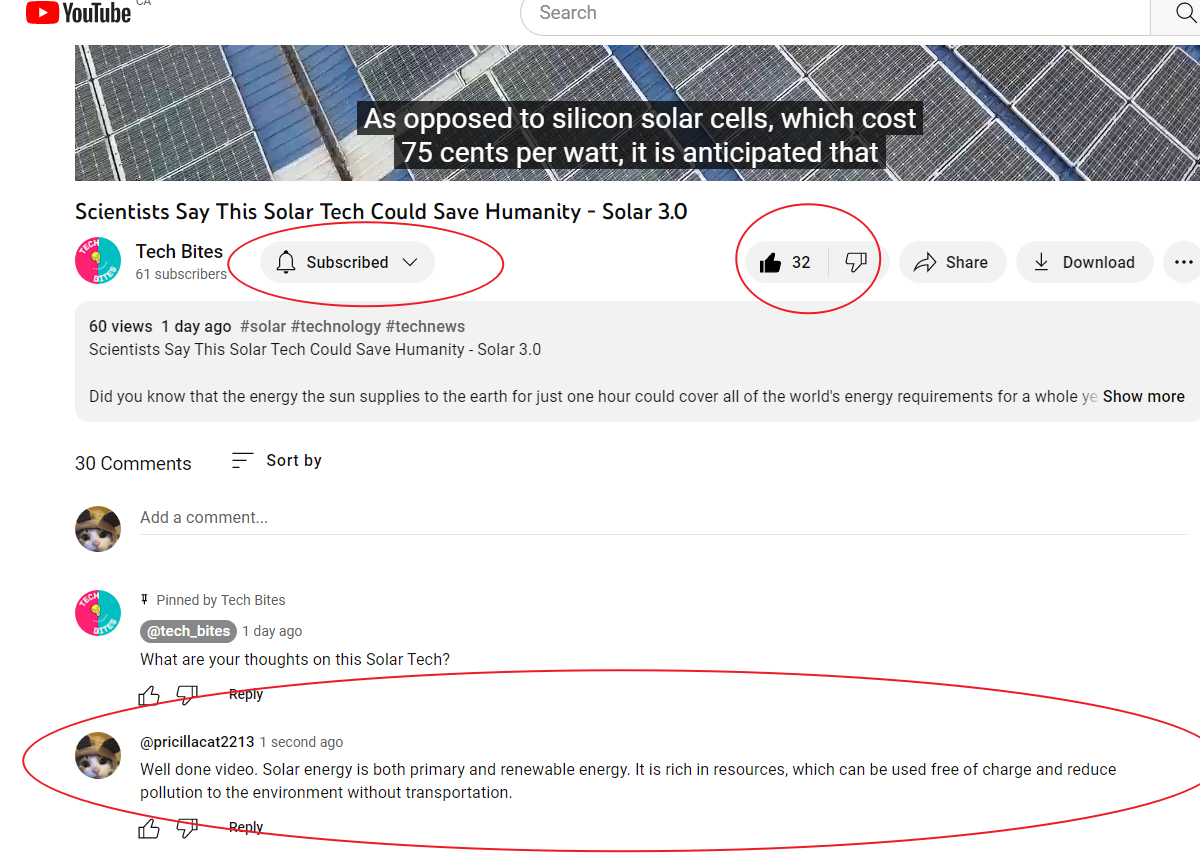 YouTube CA
Search
As opposed to silicon solar cells, which cost
75 cents per watt, it is anticipated that
Scientists Say This Solar Tech Could Save Humanity - Solar 3.0
TECH BITES
Tech Bites
61 subscribers
Subscribed
32
Share
Download
60 views 1 day ago #solar #technology #technews
Scientists Say This Solar Tech Could Save Humanity - Solar 3.0
Did you know that the energy the sun supplies to the earth for just one hour could cover all of the world's energy requirements for a whole ye Show more
30 Comments
Sort by
Add a comment...
TECH BITES
Pinned by Tech Bites
@tech_bites 1 day ago
What are your thoughts on this Solar Tech?
Reply
@pricillacat2213 1 second ago
Well done video. Solar energy is both primary and renewable energy. It is rich in resources, which can be used free of charge and reduce
pollution to the environment without transportation.
Reply